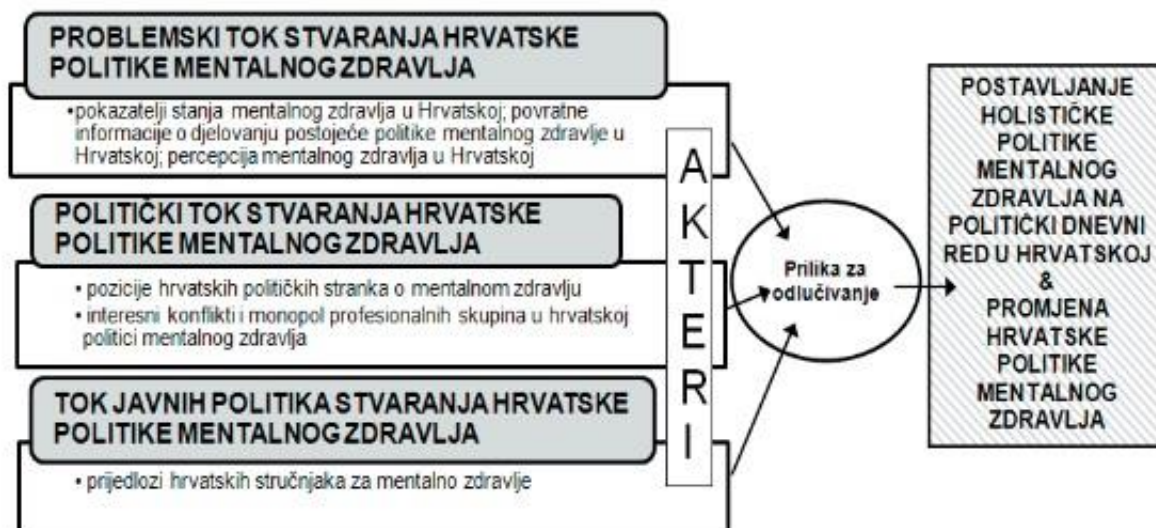 PROBLEMSKI TOK STVARANJA HRVATSKE
POLITIKE MENTALNOG ZDRAVLJA
•pokazatelji stanja mentalnog zdravlja u Hrvatskoj; povratne
informacije o djelovanju postojeće politike mentalnog zdravlje u
Hrvatskoj; percepcija mentalnog zdravlja u Hrvatskoj
POLITIČKI TOK STVARANJA HRVATSKE
POLITIKE MENTALNOG ZDRAVLJA
• pozicije hrvatskih političkih stranka o mentalnom zdravlju
• interesni konflikti i monopol profesionalnih skupina u hrvatskoj
politici mentalnog zdravlja
TOK JAVNIH POLITIKA STVARANJA HRVATSKE
POLITIKE MENTALNOG ZDRAVLJA
• prijedlozi hrvatskih stručnjaka za mentalno zdravlje
A
K
T
E
R
I
Prilika za
odlučivanje
POSTAVLJANJE
HOLISTIČKE
POLITIKE
MENTALNOG
ZDRAVLJA NA
POLITIČKI DNEVNI
RED U HRVATSKOJ
&
PROMJENA
HRVATSKE
POLITIKE
MENTALNOG
ZDRAVLJA